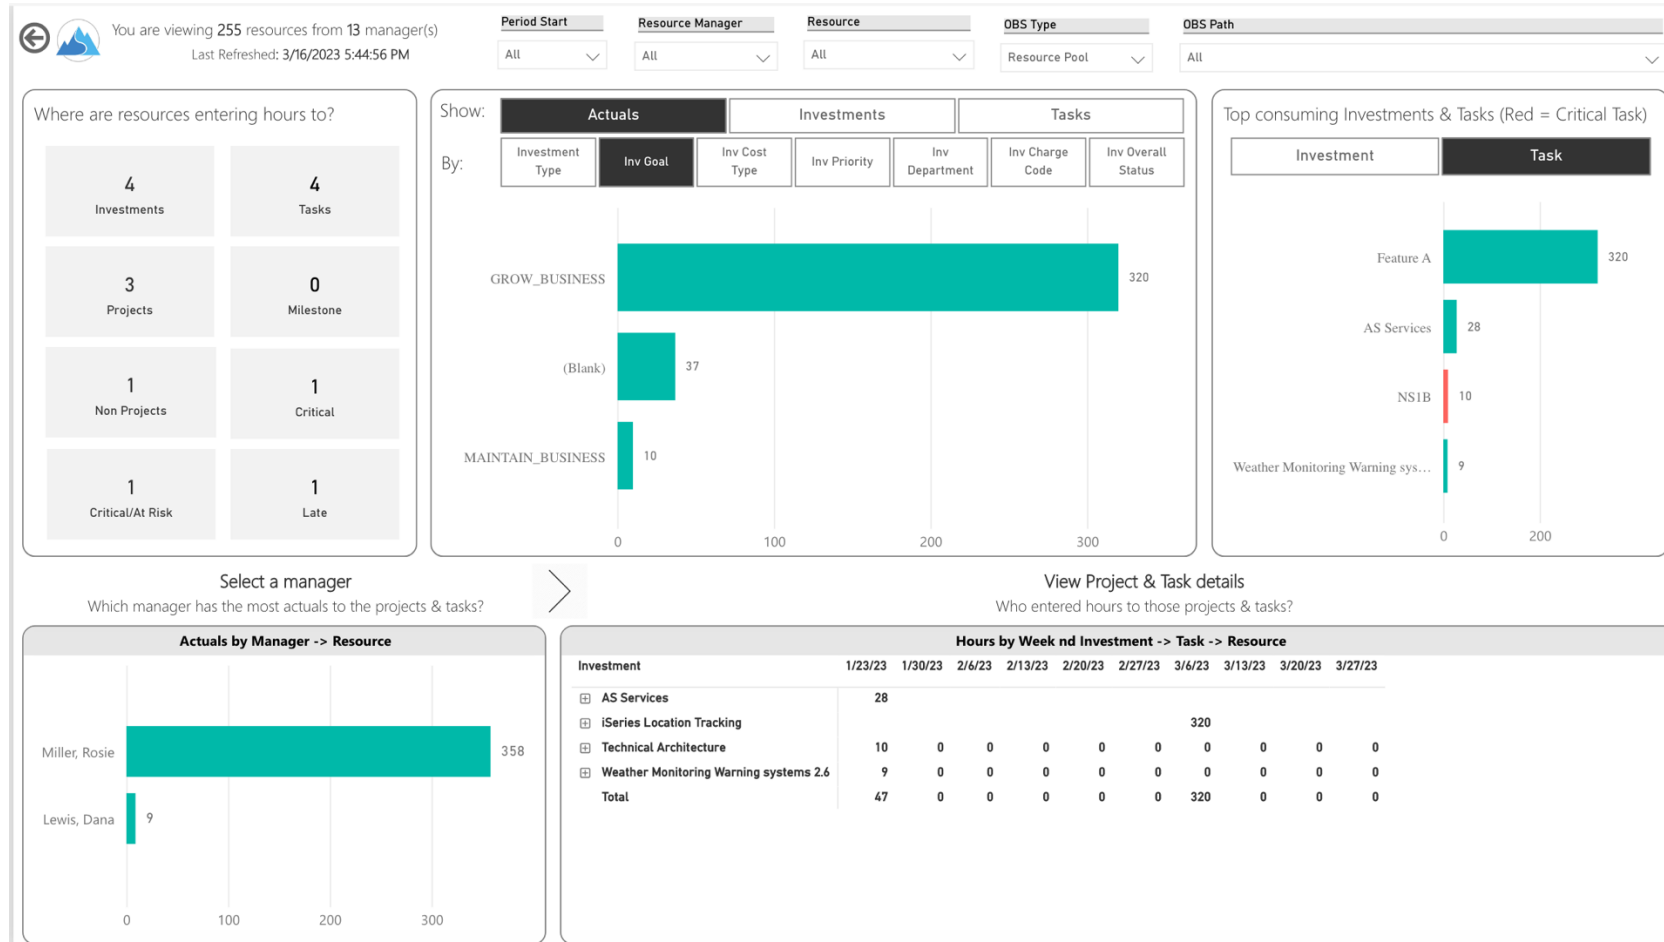 You are viewing 255 resources from 13 manager(s)
Last Refreshed: 3/16/2023 5:44:56 PM
Period Start
All
Resource Manager
All
Resource
All
OBS Type
Resource Pool
OBS Path
All
Where are resources entering hours to?
4
Investments
4
Tasks
3
Projects
0
Milestone
1
Non Projects
1
Critical
1
Critical/At Risk
1
Late
Show:
Actuals
Investments
Tasks
By:
Investment
Type
Inv Goal
Inv Cost
Type
Inv Priority
Inv
Department
Inv Charge
Code
Inv Overall
Status
GROW_BUSINESS
320
(Blank)
37
MAINTAIN_BUSINESS
10
0 100 200 300
Top consuming Investments & Tasks (Red = Critical Task)
Investment
Task
Feature A
320
AS Services
28
NS1B
10
Weather Monitoring Warning sys...
9
0 200
Select a manager
Which manager has the most actuals to the projects & tasks?
View Project & Task details
Who entered hours to those projects & tasks?
Actuals by Manager -> Resource
Miller, Rosie
358
Lewis, Dana
9
0 100 200 300
Hours by Week nd Investment -> Task -> Resource
Investment 1/23/23 1/30/23 2/6/23 2/13/23 2/20/23 2/27/23 3/6/23 3/13/23 3/20/23 3/27/23
AS Services 28
iSeries Location Tracking 320
Technical Architecture 10 0 0 0 0 0 0 0 0 0
Weather Monitoring Warning systems 2.6 9 0 0 0 0 0 0 0 0 0
Total 47 0 0 0 0 0 320 0 0 0